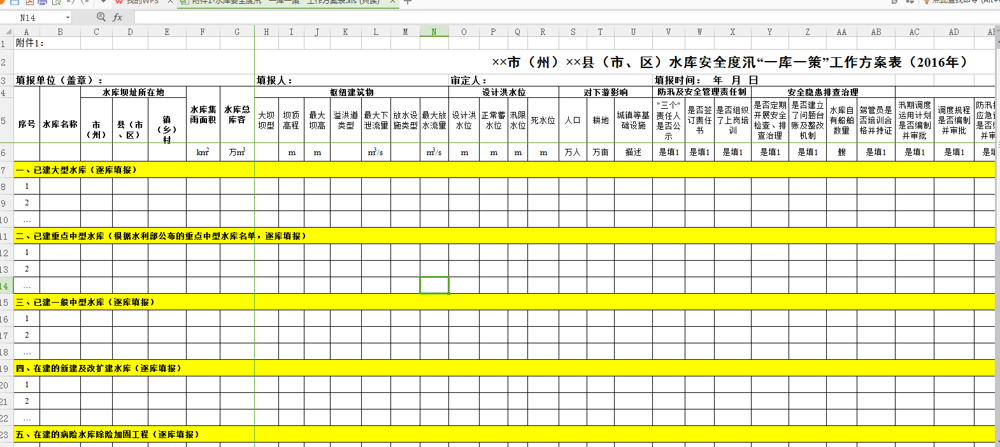 我的WPS × 附件1-水库安全度汛"一库一策"工作方案表.xls (只读) × +
点此查找命令 (Alt+
N14 fx
A B C D E F G H I J K L M N O P Q R S T U V W X Y Z AA AB AC AD
1 附件1：
2 ××市（州）××县（市、区）水库安全度汛“一库一策”工作方案表（2016年）
3 填报单位（盖章）： 填报人： 审定人： 填报时间： 年 月 日
4 水库坝址所在地 枢纽建筑物 设计洪水位 对下游影响 防汛及安全管理责任制 安全隐患排查治理
5 序号 水库名称 市（州） 县（市、区） 镇（乡）村 水库集雨面积 水库总库容 大坝坝型 坝顶高程 最大坝高 溢洪道类型 最大下泄流量 放水设施类型 最大放水流量 设计洪水位 正常蓄水位 汛限水位 死水位 人口 耕地 城镇等基础设施 "三个"责任人是否公示 是否签订责任书 是否组织了上岗培训 是否定期开展安全检查、排查治理 是否建立了问题台账及整改机制 水库自有船舶数量 驾管员是否培训合格并持证 汛期调度运用计划是否编制并审批 调度规程是否编制并审批
6 km² 万m³ m m m³/s m³/s m m m m 万人 万亩 描述 是填1 是填1 是填1 是填1 是填1 艘 是填1 是填1 是填1
7 一、已建大型水库（逐库填报）
8 1
9 2
10 …
11 二、已建重点中型水库（根据水利部公布的重点中型水库名单，逐库填报）
12 1
13 2
14 …
15 三、已建一般中型水库（逐库填报）
16 1
17 2
18 …
19 四、在建的新建及改扩建水库（逐库填报）
20 1
21 2
22 …
23 五、在建的病险水库除险加固工程（逐库填报）